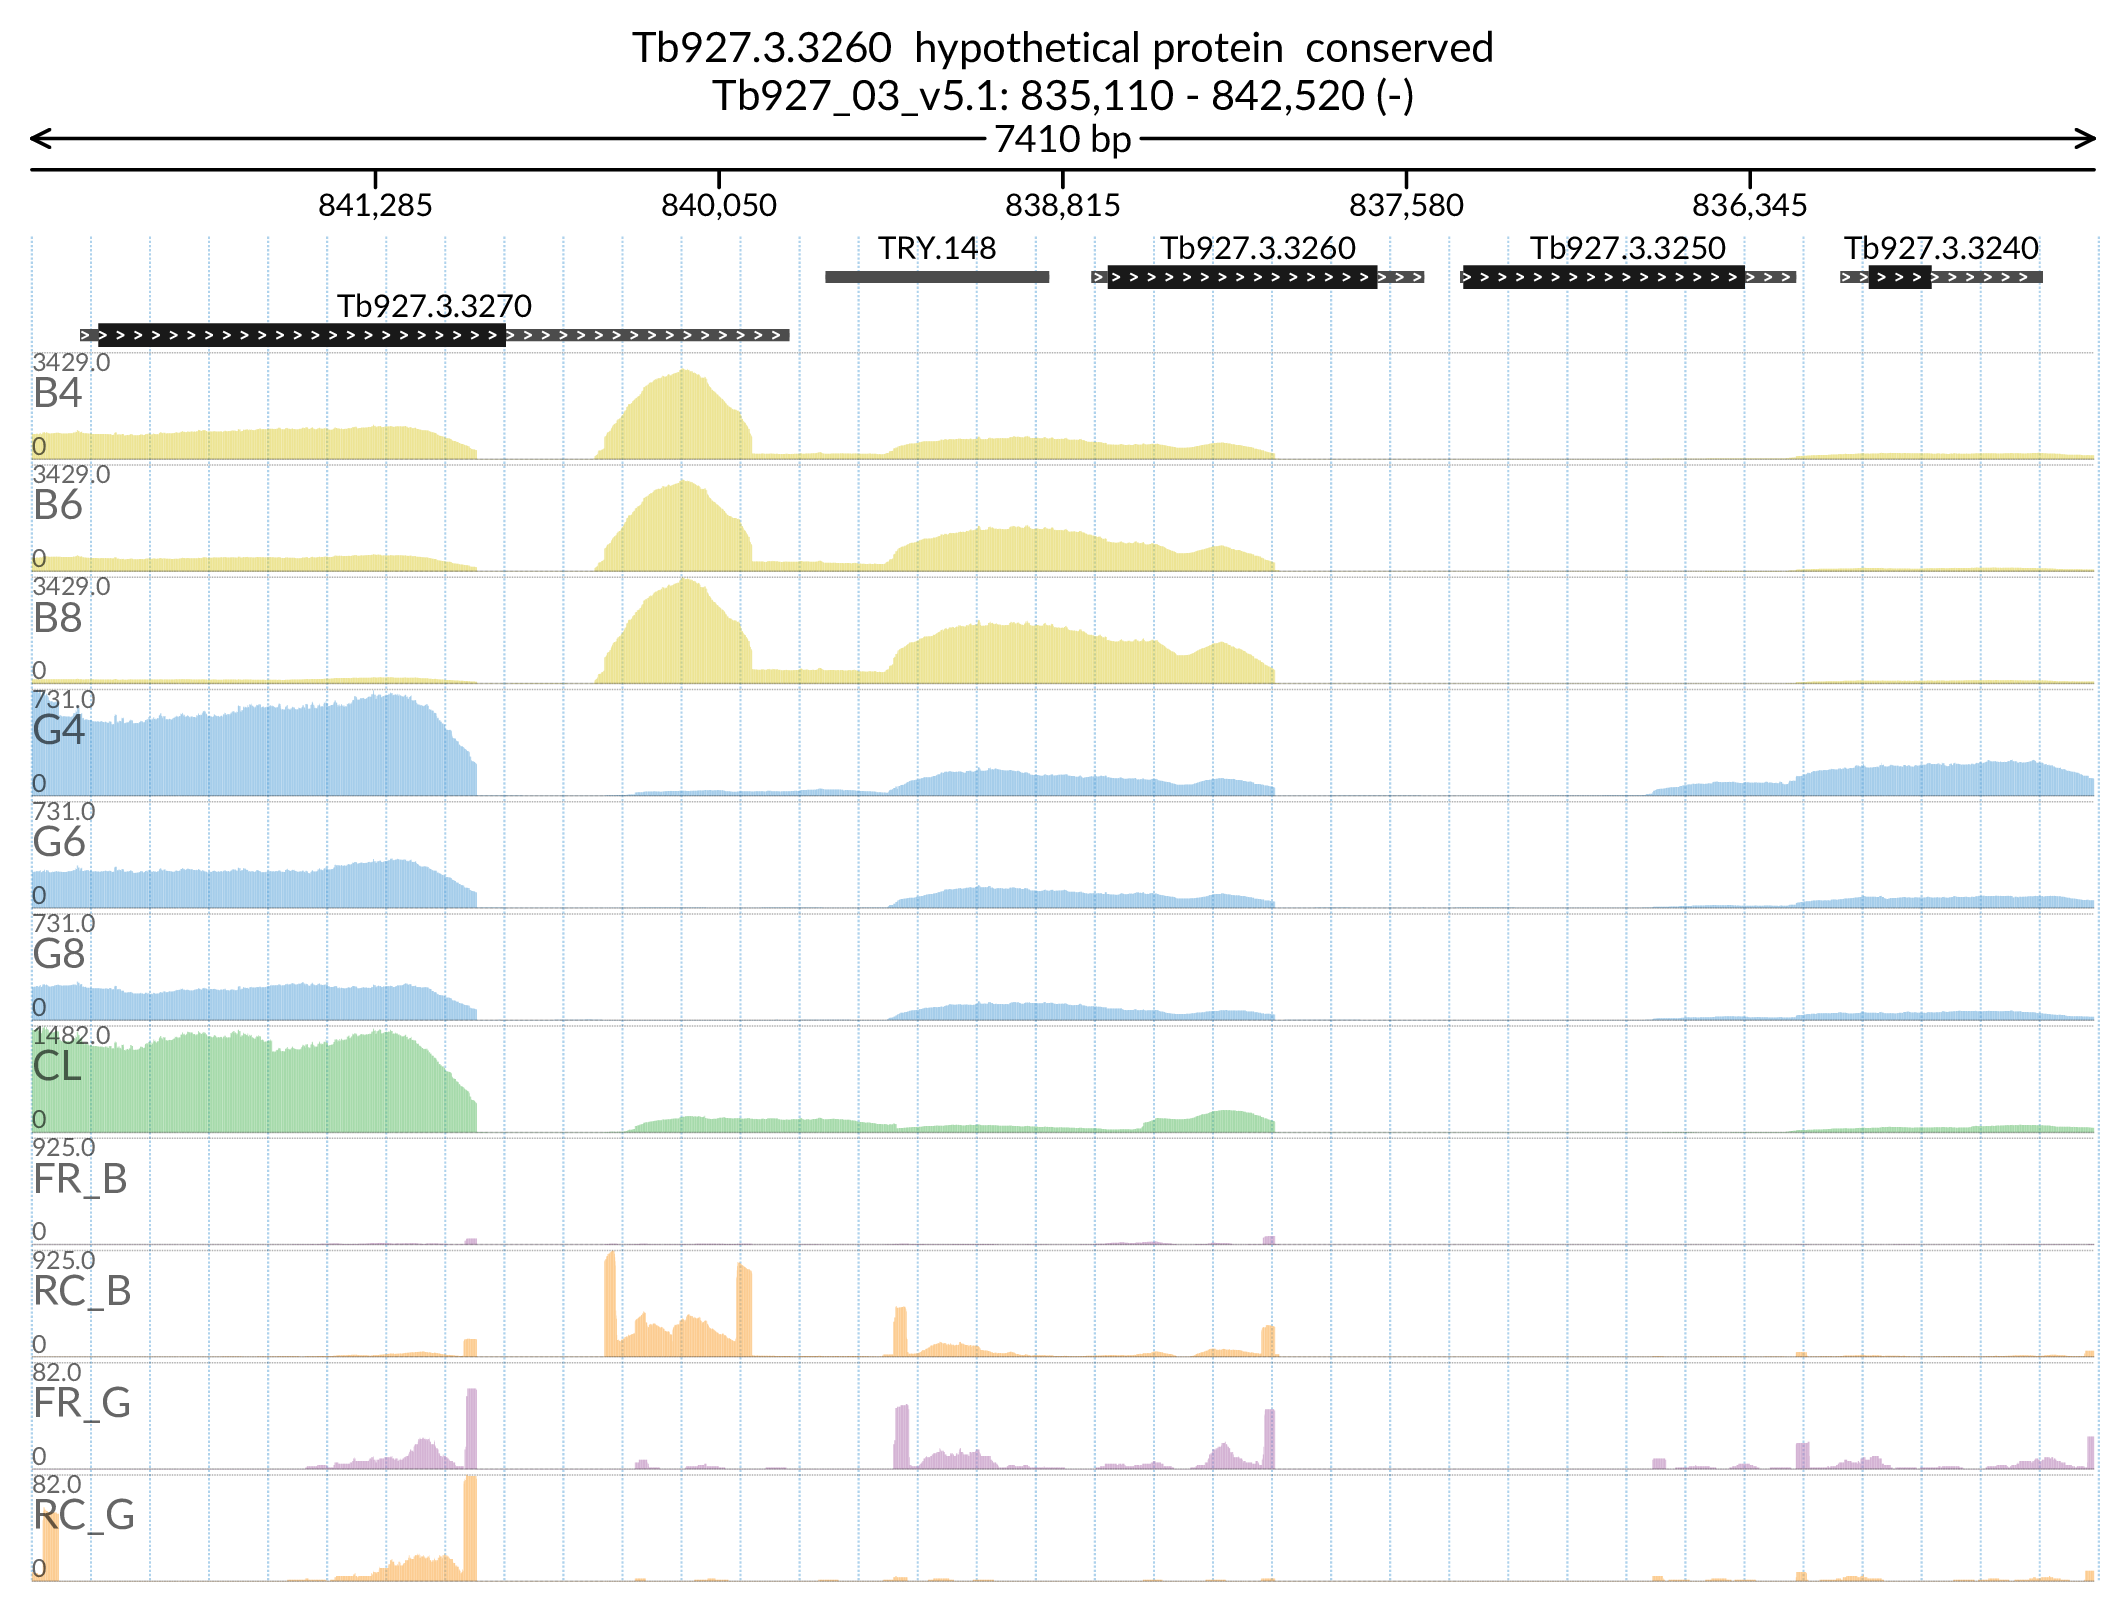 Tb927.3.3260  hypothetical protein  conserved
Tb927_03_v5.1: 835,110 - 842,520 (-)
7410 bp
841,285 840,050 838,815 837,580 836,345
TRY.148 Tb927.3.3260 Tb927.3.3250 Tb927.3.3240
Tb927.3.3270
3429.0
B4
0
3429.0
B6
0
3429.0
B8
0
731.0
G4
0
731.0
G6
0
731.0
G8
0
1482.0
CL
0
925.0
FR_B
0
925.0
RC_B
0
82.0
FR_G
0
82.0
RC_G
0